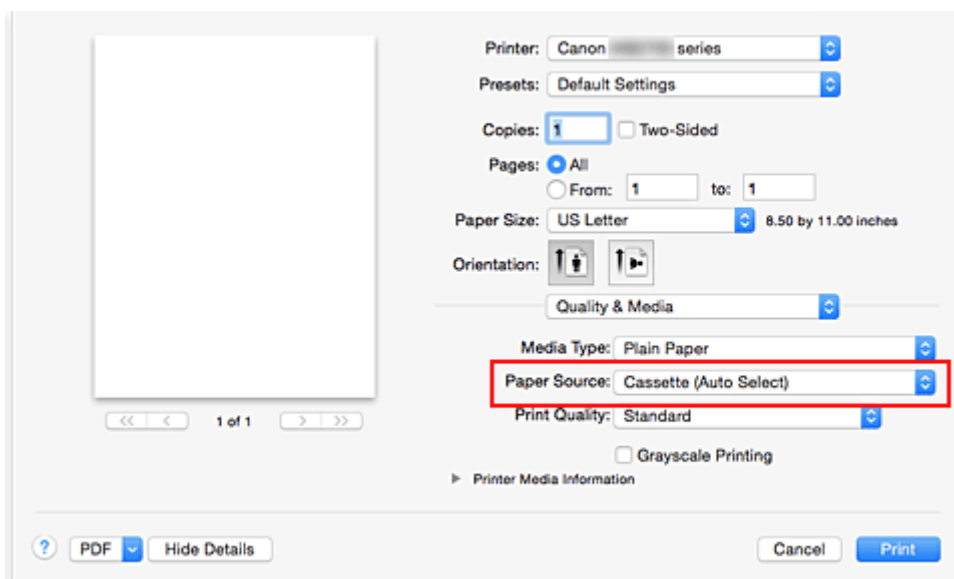 Printer: Canon series
Presets: Default Settings
Copies: 1 Two-Sided
Pages: All
From: 1 to: 1
Paper Size: US Letter 8.50 by 11.00 inches
Orientation:
Quality & Media
Media Type: Plain Paper
Paper Source: Cassette (Auto Select)
<< < 1 of 1 > >>
Print Quality: Standard
Grayscale Printing
Printer Media Information
? PDF Hide Details Cancel Print